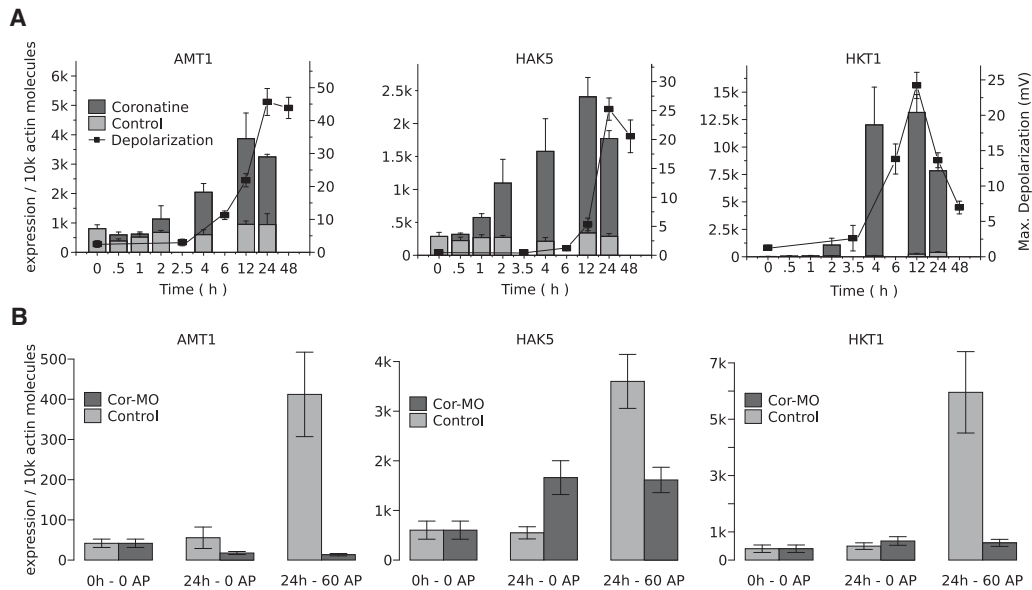 A
AMT1
HAK5
HKT1
expression / 10k actin molecules
6k
5k
4k
3k
2k
1k
0
50
40
30
20
10
0
Coronatine
Control
Depolarization
0 .5 1 2 2.5 4 6 12 24 48
Time ( h )
2.5k
2k
1.5k
1k
.5k
0
30
25
20
15
10
5
0
0 .5 1 2 3.5 4 6 12 24 48
Time ( h )
15k
12.5k
10k
7.5k
5k
2.5k
0
25
20
15
10
5
0
Max. Depolarization (mV)
0 .5 1 2 3.5 4 6 12 24 48
Time ( h )
B
AMT1
HAK5
HKT1
expression / 10k actin molecules
500
400
300
200
100
0
Cor-MO
Control
0h - 0 AP 24h - 0 AP 24h - 60 AP
4k
3k
2k
1k
0
Cor-MO
Control
0h - 0 AP 24h - 0 AP 24h - 60 AP
7k
5k
3k
1k
0
Cor-MO
Control
0h - 0 AP 24h - 0 AP 24h - 60 AP